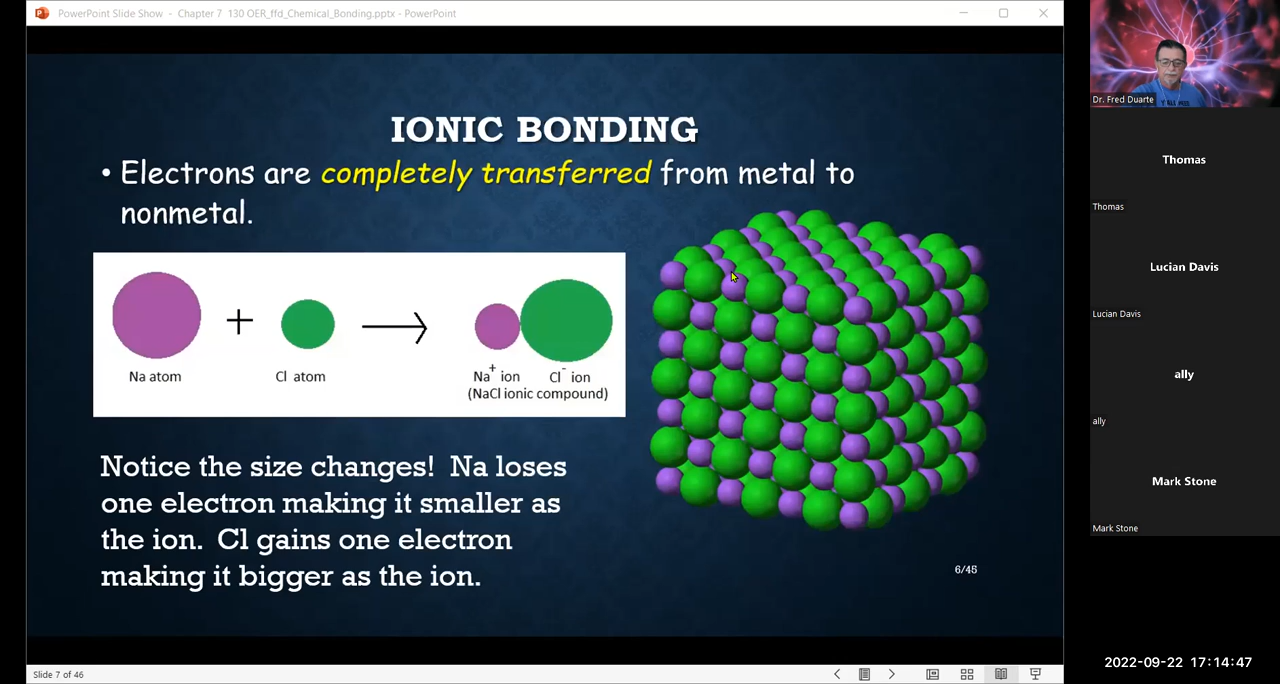 PowerPoint Slide Show - Chapter 7 130 OER_ffd_Chemical_Bonding.pptx - PowerPoint
IONIC BONDING
• Electrons are completely transferred from metal to
nonmetal.
+
Na atom
Cl atom
Na+ ion Cl- ion
(NaCl ionic compound)
Notice the size changes! Na loses
one electron making it smaller as
the ion. Cl gains one electron
making it bigger as the ion.
6/45
Slide 7 of 46
Dr. Fred Duarte
Thomas
Thomas
Lucian Davis
Lucian Davis
ally
ally
Mark Stone
Mark Stone
2022-09-22 17:14:47